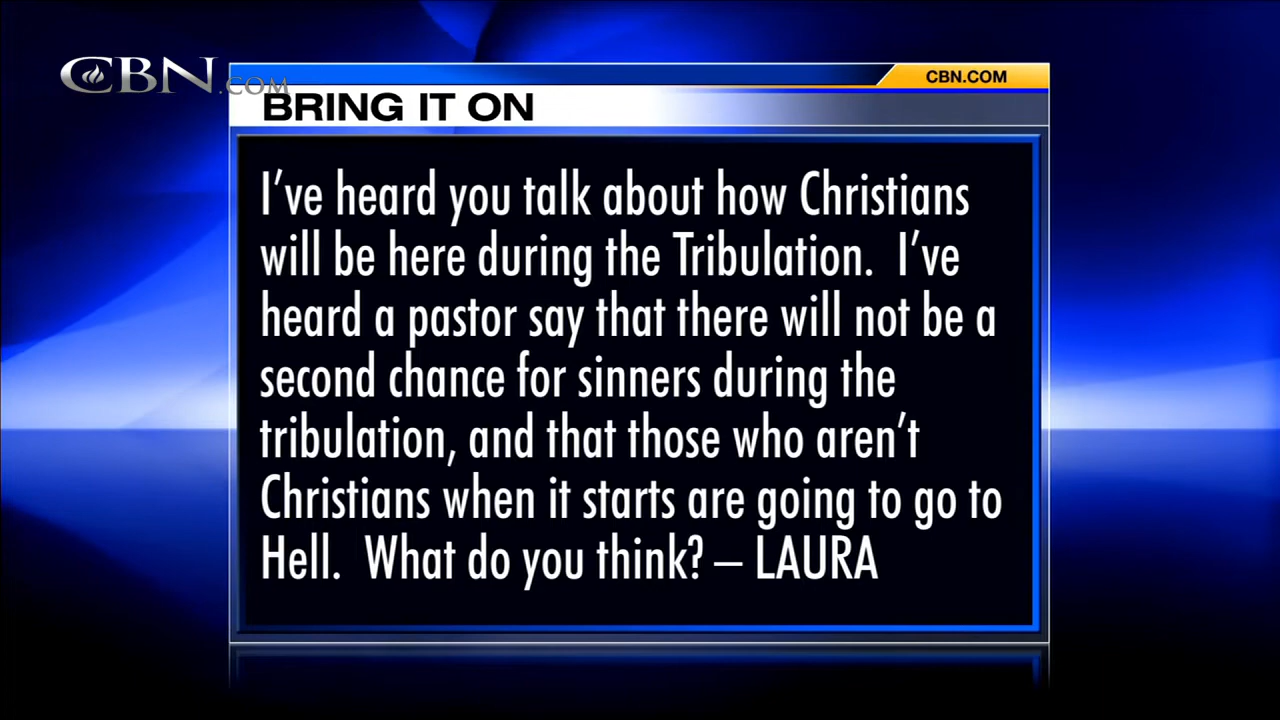 CBN.COM
CBN.COM
BRING IT ON
I've heard you talk about how Christians
will be here during the Tribulation.  I've
heard a pastor say that there will not be a
second chance for sinners during the
tribulation, and that those who aren't
Christians when it starts are going to go to
Hell.  What do you think? – LAURA